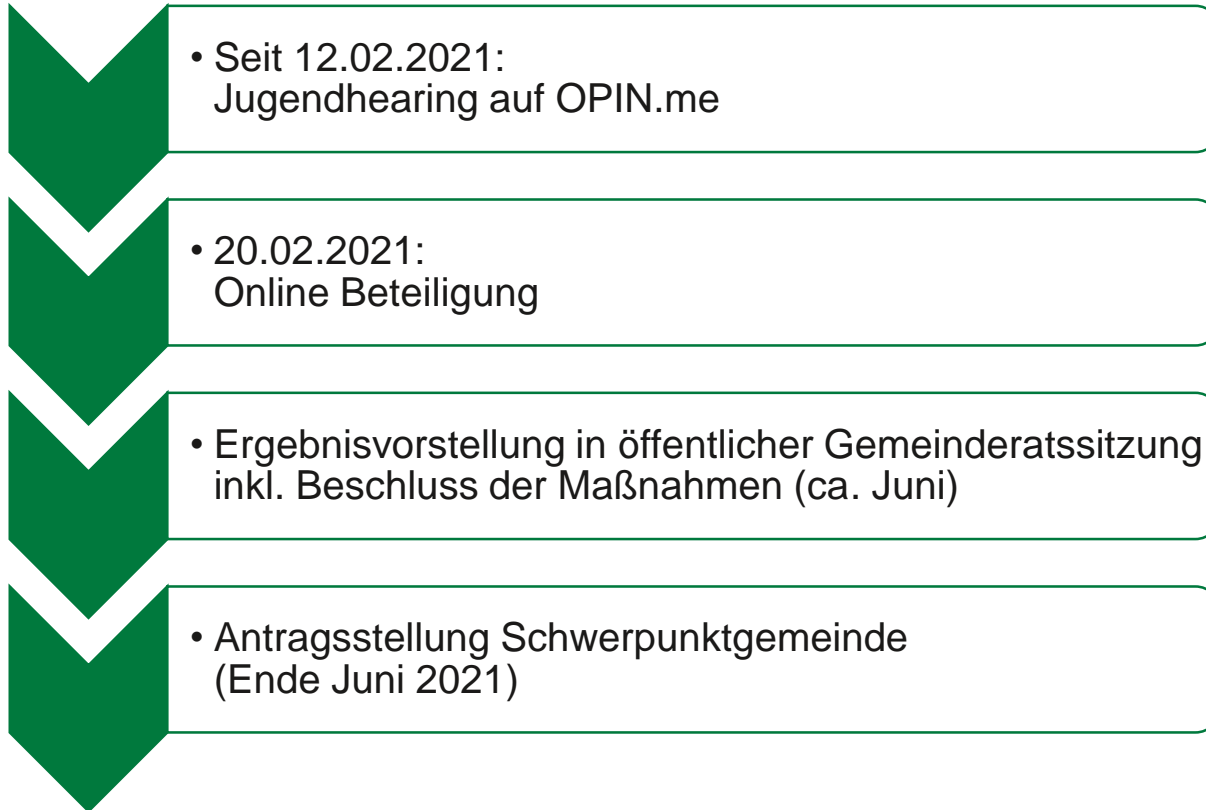 • Seit 12.02.2021:
Jugendhearing auf OPIN.me
• 20.02.2021:
Online Beteiligung
• Ergebnisvorstellung in öffentlicher Gemeinderatssitzung
inkl. Beschluss der Maßnahmen (ca. Juni)
• Antragsstellung Schwerpunktgemeinde
(Ende Juni 2021)